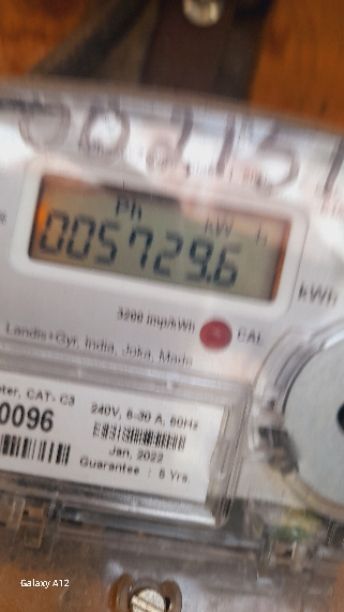 Ph kW h
005729.6
kWh
3200 imp/kWh CAL
Landis+Gyr, India, Joka, Made
eter, CAT- C3
0096
240V, 5-30 A, 50Hz
Jan, 2022
Guarantee : 5 Yrs.
Galaxy A12